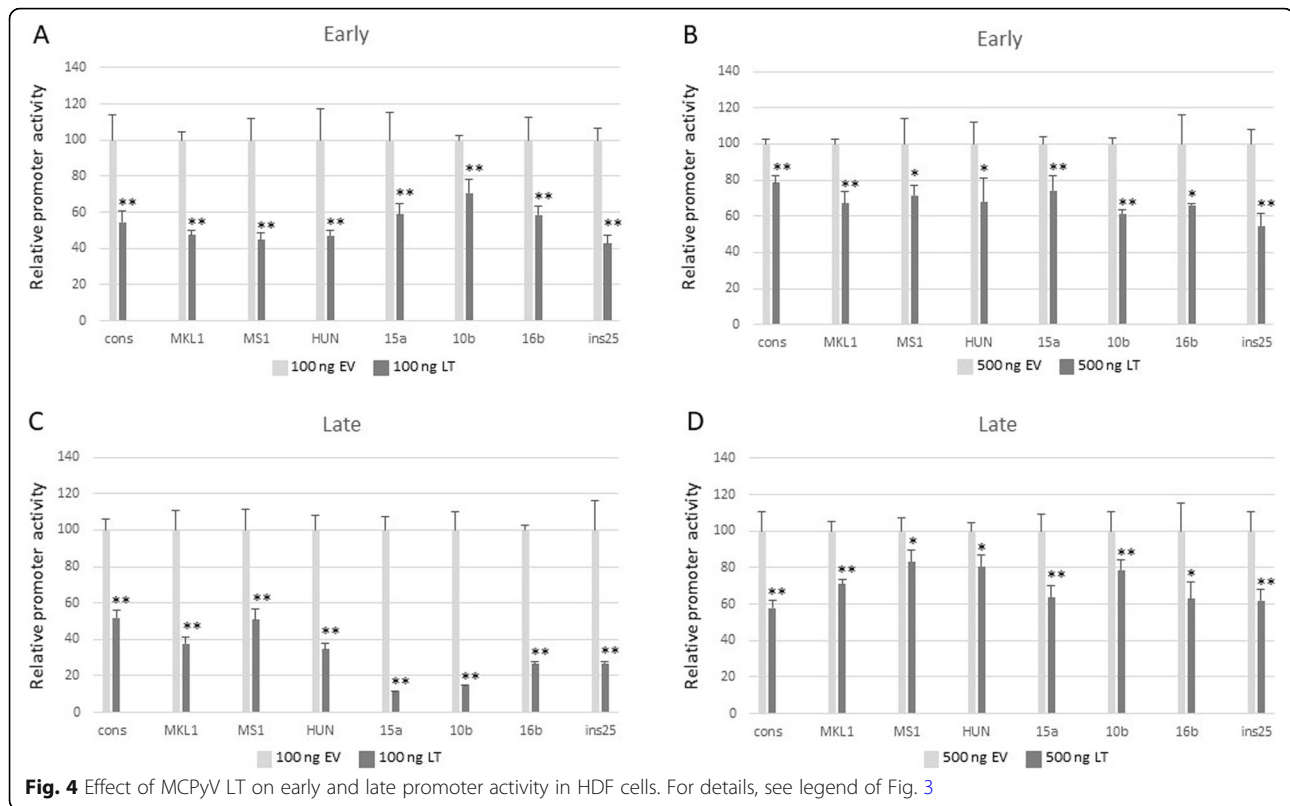 A
Early
Relative promoter activity
140
120
100
80
60
40
20
0
** ** ** ** ** ** ** **
cons MKL1 MS1 HUN 15a 10b 16b ins25
100 ng EV 100 ng LT
B
Early
Relative promoter activity
140
120
100
80
60
40
20
0
** ** * * ** ** * **
cons MKL1 MS1 HUN 15a 10b 16b ins25
500 ng EV 500 ng LT
C
Late
Relative promoter activity
140
120
100
80
60
40
20
0
** ** ** ** ** ** ** **
cons MKL1 MS1 HUN 15a 10b 16b ins25
100 ng EV 100 ng LT
D
Late
Relative promoter activity
140
120
100
80
60
40
20
0
** ** * * ** ** * **
cons MKL1 MS1 HUN 15a 10b 16b ins25
500 ng EV 500 ng LT
Fig. 4 Effect of MCPyV LT on early and late promoter activity in HDF cells. For details, see legend of Fig. 3